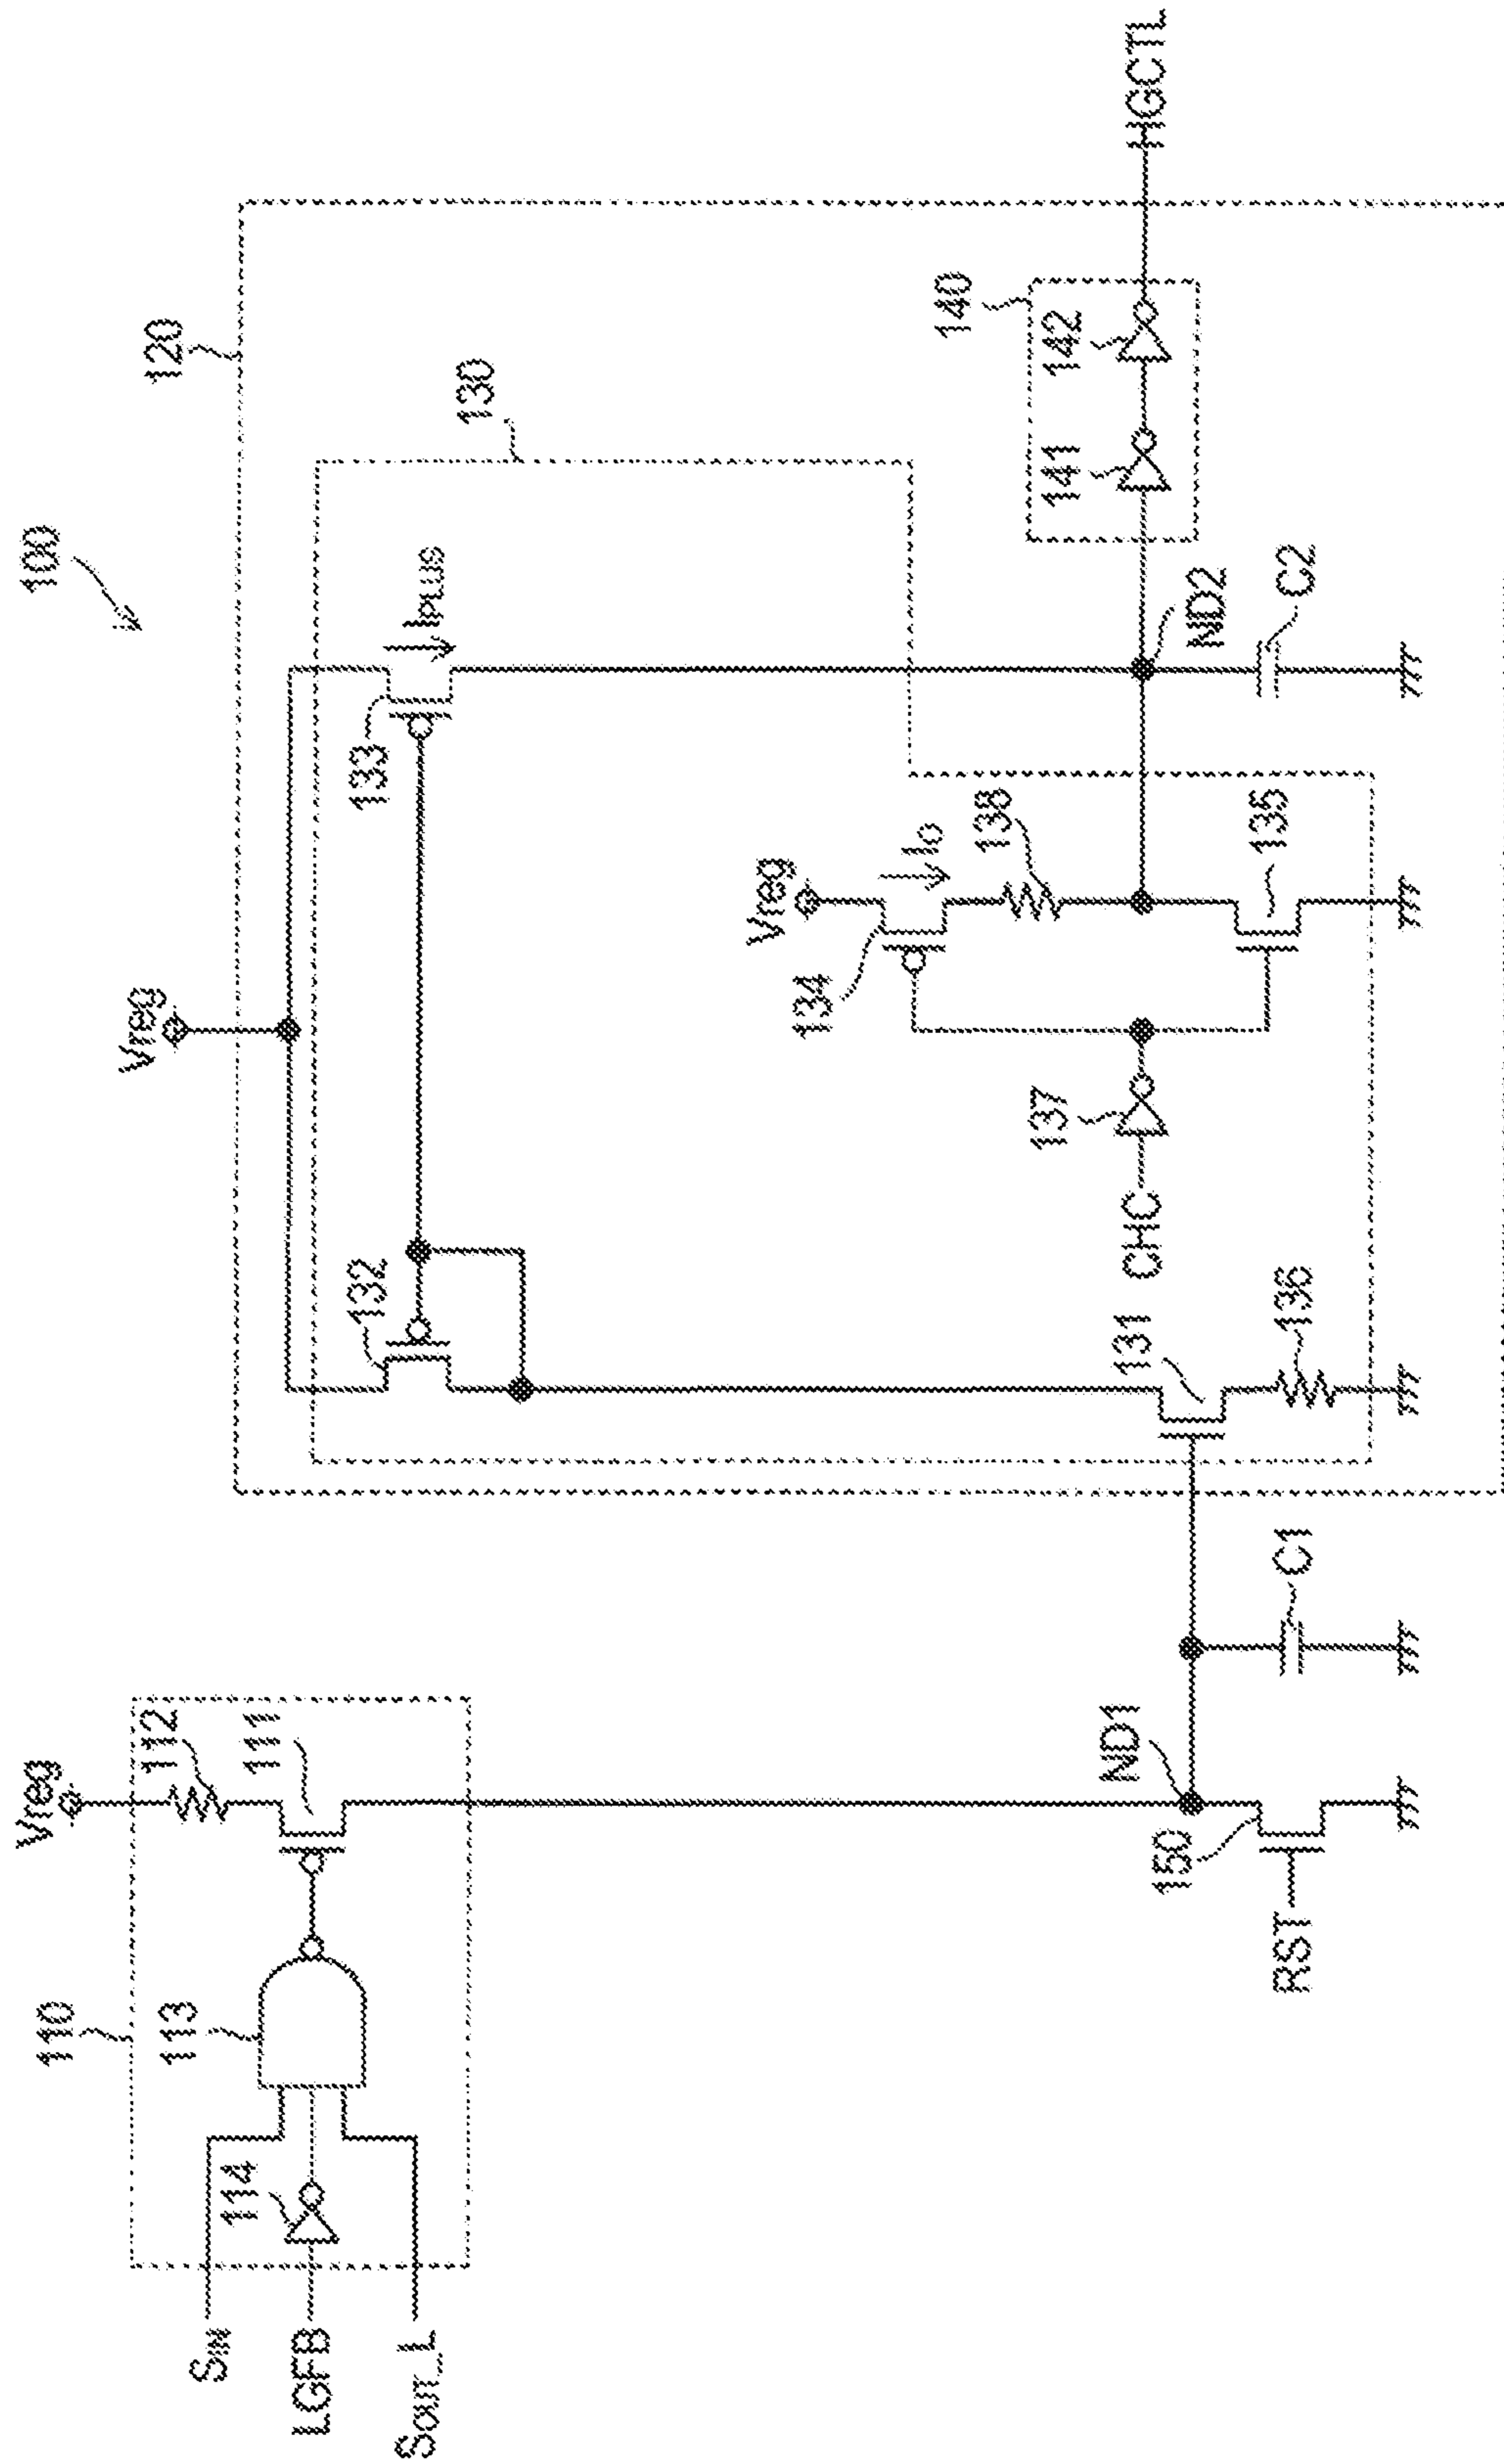 100
Vreg
110
112
113
111
114
SIN
LGFB
SOUT_L
ND1
150
RST
C1
Vreg
120
130
132
133
IPLUS
Vreg
134
IO
138
137
CHC
135
131
136
ND2
C2
140
141
142
HGCTL